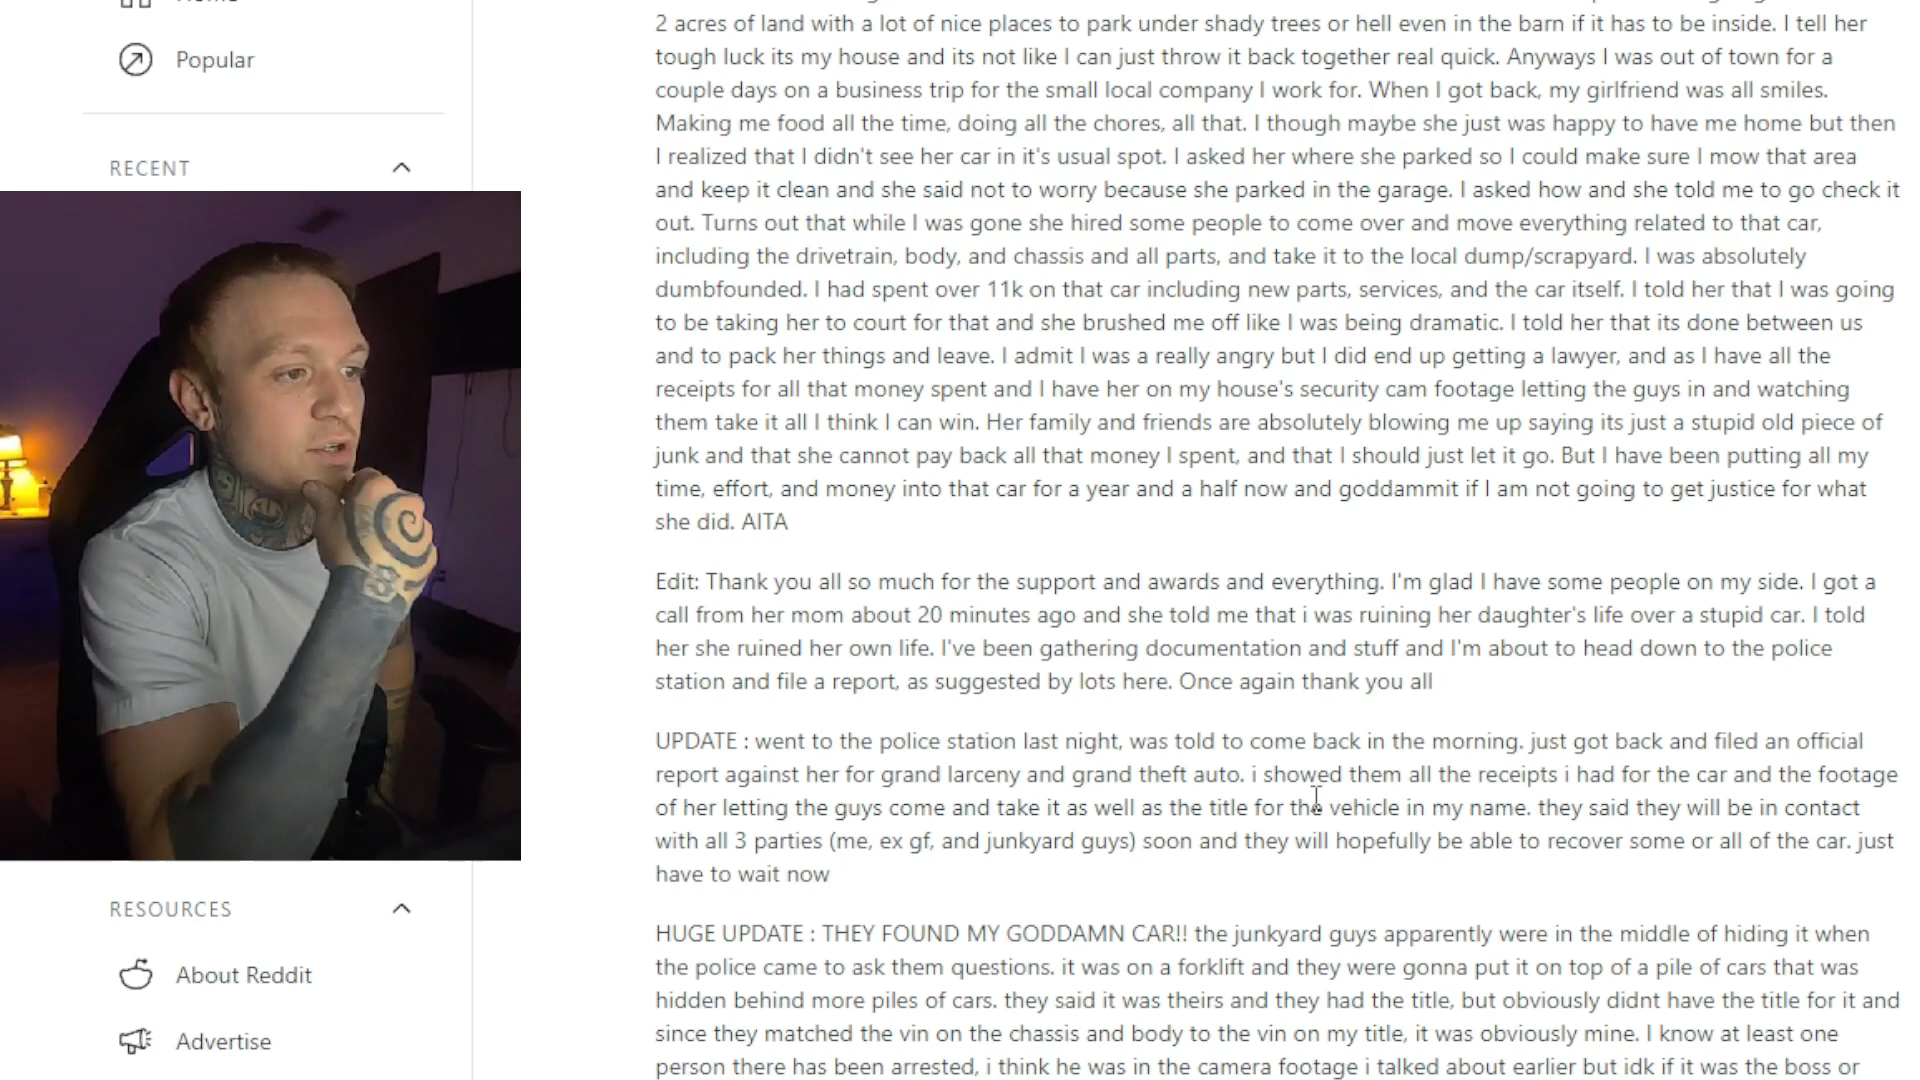 Popular
RECENT
RESOURCES
About Reddit
Advertise
2 acres of land with a lot of nice places to park under shady trees or hell even in the barn if it has to be inside. I tell her
tough luck its my house and its not like I can just throw it back together real quick. Anyways I was out of town for a
couple days on a business trip for the small local company I work for. When I got back, my girlfriend was all smiles.
Making me food all the time, doing all the chores, all that. I though maybe she just was happy to have me home but then
I realized that I didn't see her car in it's usual spot. I asked her where she parked so I could make sure I mow that area
and keep it clean and she said not to worry because she parked in the garage. I asked how and she told me to go check it
out. Turns out that while I was gone she hired some people to come over and move everything related to that car,
including the drivetrain, body, and chassis and all parts, and take it to the local dump/scrapyard. I was absolutely
dumbfounded. I had spent over 11k on that car including new parts, services, and the car itself. I told her that I was going
to be taking her to court for that and she brushed me off like I was being dramatic. I told her that its done between us
and to pack her things and leave. I admit I was a really angry but I did end up getting a lawyer, and as I have all the
receipts for all that money spent and I have her on my house's security cam footage letting the guys in and watching
them take it all I think I can win. Her family and friends are absolutely blowing me up saying its just a stupid old piece of
junk and that she cannot pay back all that money I spent, and that I should just let it go. But I have been putting all my
time, effort, and money into that car for a year and a half now and goddammit if I am not going to get justice for what
she did. AITA
Edit: Thank you all so much for the support and awards and everything. I'm glad I have some people on my side. I got a
call from her mom about 20 minutes ago and she told me that i was ruining her daughter's life over a stupid car. I told
her she ruined her own life. I've been gathering documentation and stuff and I'm about to head down to the police
station and file a report, as suggested by lots here. Once again thank you all
UPDATE : went to the police station last night, was told to come back in the morning. just got back and filed an official
report against her for grand larceny and grand theft auto. i showed them all the receipts i had for the car and the footage
of her letting the guys come and take it as well as the title for the vehicle in my name. they said they will be in contact
with all 3 parties (me, ex gf, and junkyard guys) soon and they will hopefully be able to recover some or all of the car. just
have to wait now
HUGE UPDATE : THEY FOUND MY GODDAMN CAR!! the junkyard guys apparently were in the middle of hiding it when
the police came to ask them questions. it was on a forklift and they were gonna put it on top of a pile of cars that was
hidden behind more piles of cars. they said it was theirs and they had the title, but obviously didnt have the title for it and
since they matched the vin on the chassis and body to the vin on my title, it was obviously mine. I know at least one
person there has been arrested, i think he was in the camera footage i talked about earlier but idk if it was the boss or